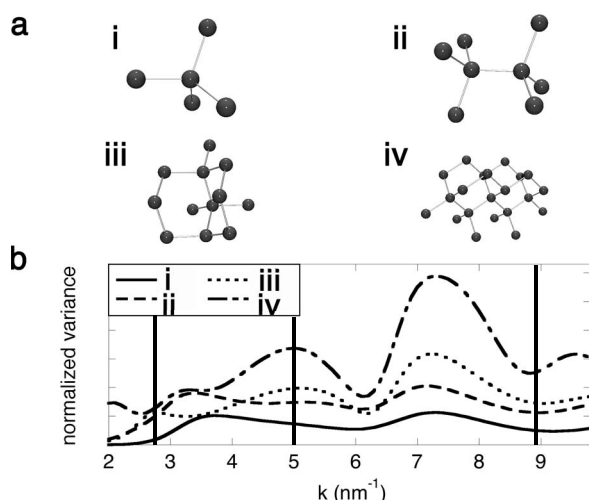 a
i
ii
iii
iv
b
i
iii
ii
iv
normalized variance
2 3 4 5 6 7 8 9
k (nm-1)